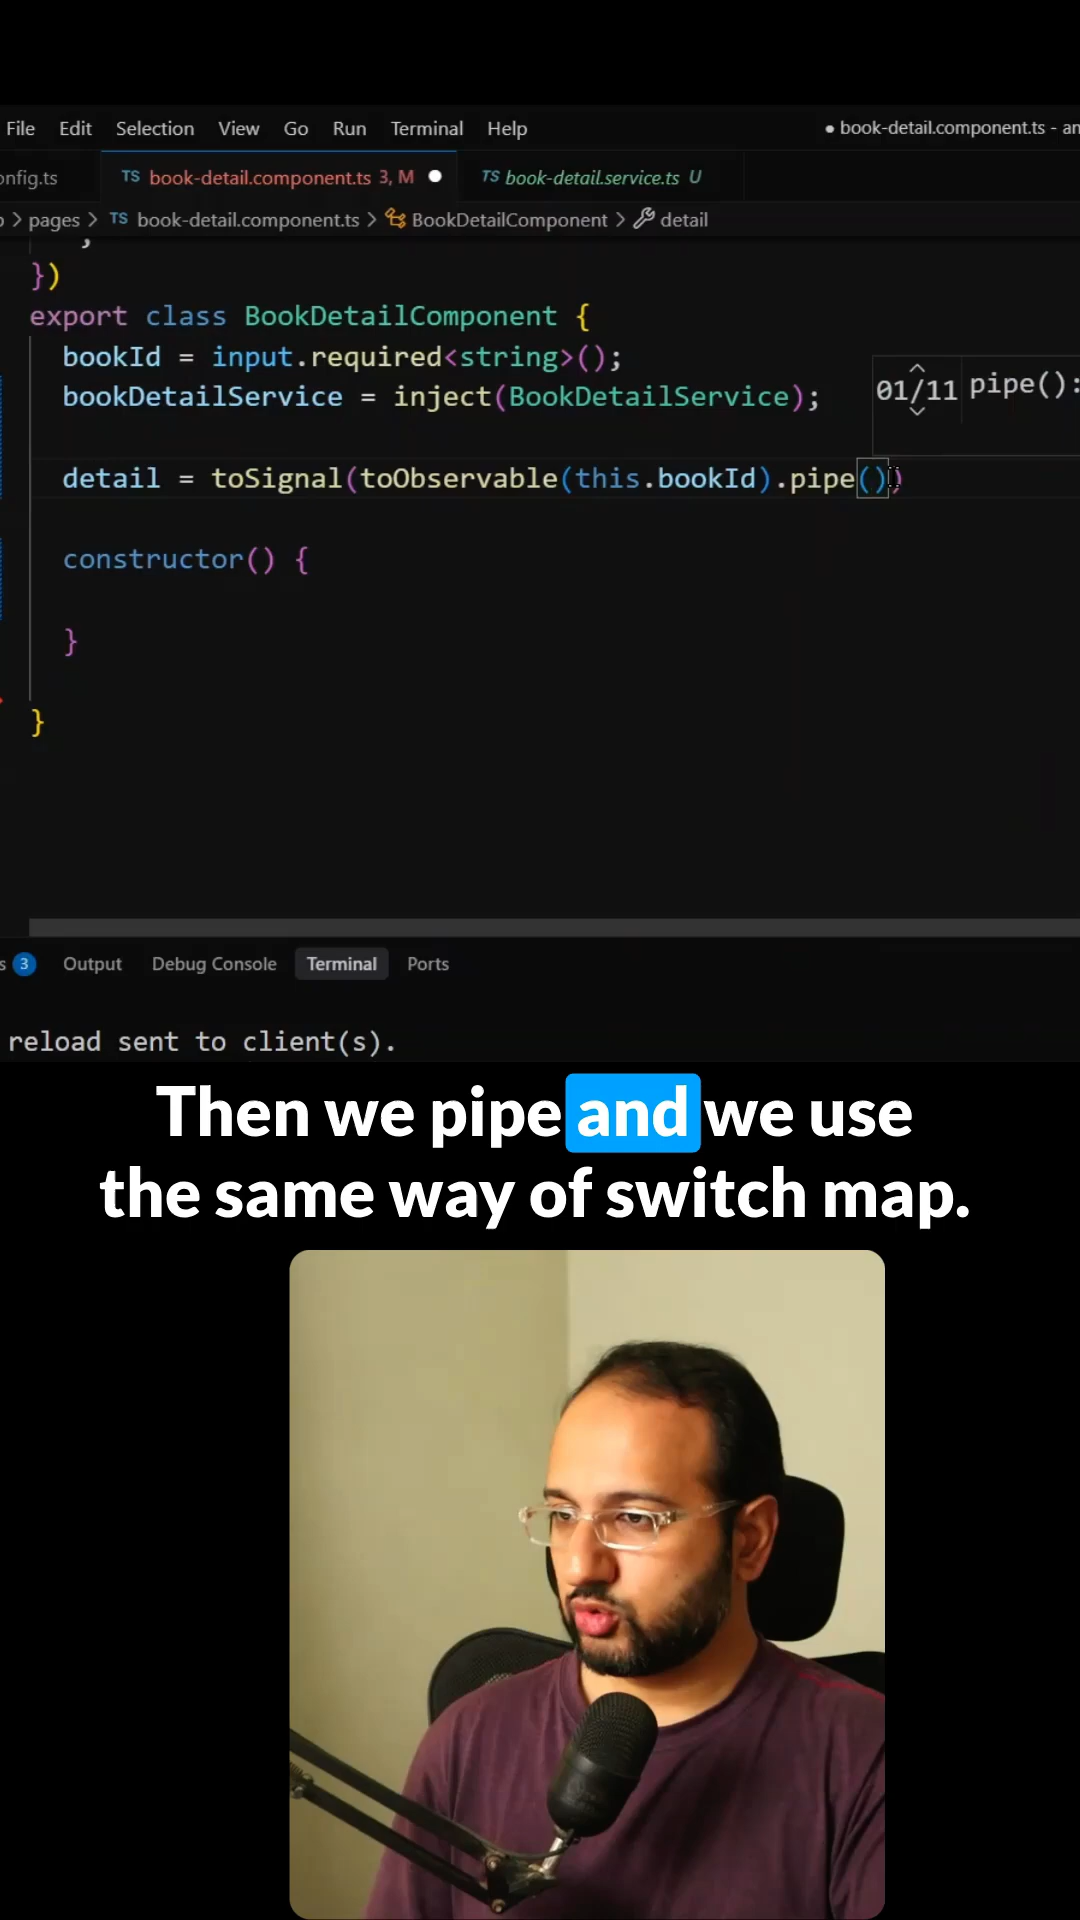 File Edit Selection View Go Run Terminal Help ● book-detail.component.ts - an
onfig.ts TS book-detail.component.ts 3, M ● TS book-detail.service.ts U
> pages > TS book-detail.component.ts > BookDetailComponent > detail
})
export class BookDetailComponent {
bookId = input.required<string>();
01/11 pipe():
bookDetailService = inject(BookDetailService);
detail = toSignal(toObservable(this.bookId).pipe())
constructor() {
}
}
s 3 Output Debug Console Terminal Ports
reload sent to client(s).
Then we pipe and we use
the same way of switch map.